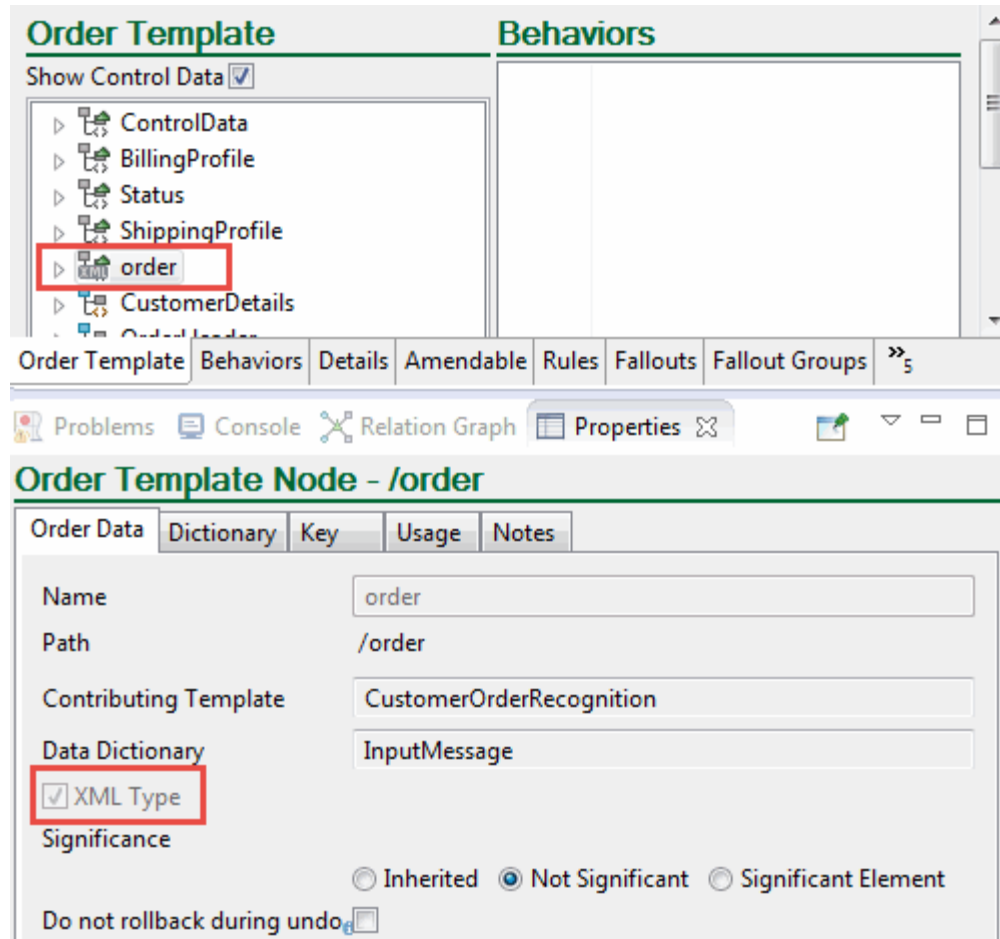 Order Template Behaviors
Show Control Data
ControlData
BillingProfile
Status
ShippingProfile
XML order
CustomerDetails
OrderHeader
Order Template Behaviors Details Amendable Rules Fallouts Fallout Groups »5
Problems Console Relation Graph Properties
Order Template Node - /order
Order Data Dictionary Key Usage Notes
Name order
Path /order
Contributing Template CustomerOrderRecognition
Data Dictionary InputMessage
XML Type
Significance
Inherited Not Significant Significant Element
Do not rollback during undo